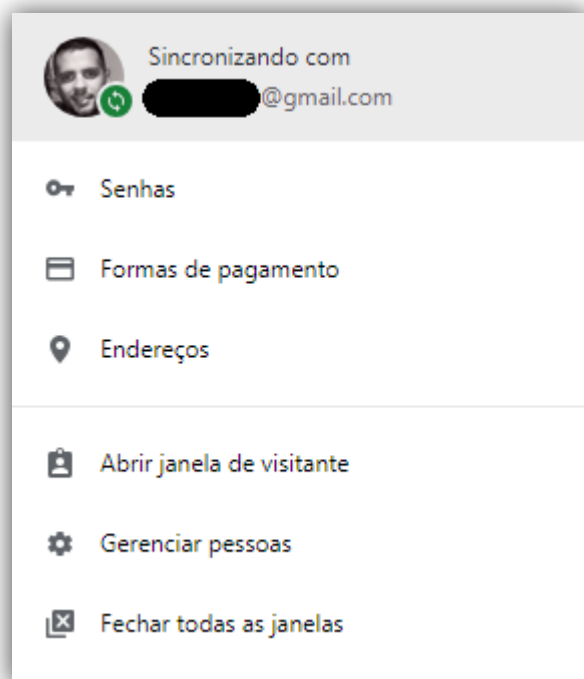 Sincronizando com
@gmail.com
Senhas
Formas de pagamento
Endereços
Abrir janela de visitante
Gerenciar pessoas
Fechar todas as janelas